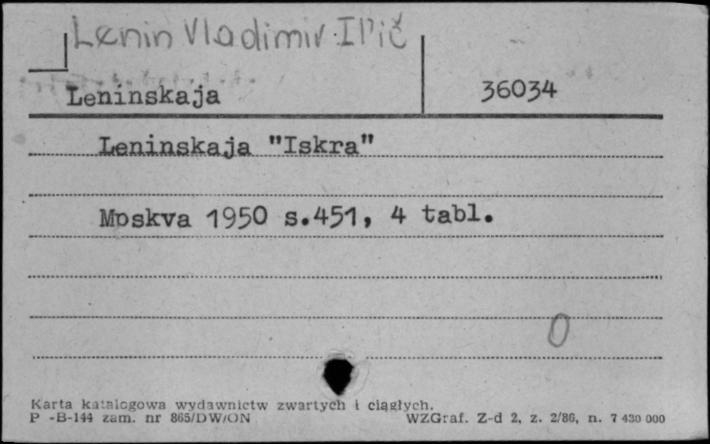 Lenin Vladimir Il'ič
Leninskaja 36034
Leninskaja "Iskra"
Moskva 1950 s.451, 4 tabl.
0
Karta katalogowa wydawnictw zwartych i ciągłych.
P -B-144 zam. nr 865/DW/ON WZGraf. Z-d 2, z. 2/86, n. 7 430 000